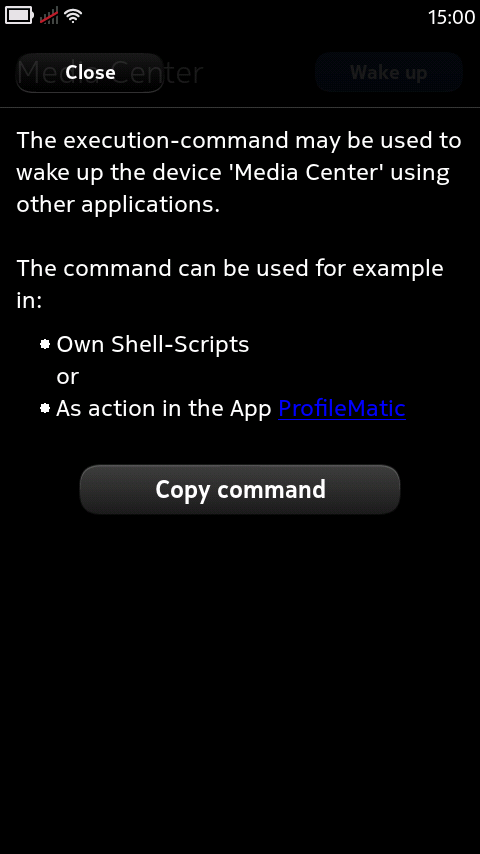 15:00
Media Center
Close
Wake up
The execution-command may be used to
wake up the device 'Media Center' using
other applications.
The command can be used for example
in:
Own Shell-Scripts
or
As action in the App ProfileMatic
Copy command